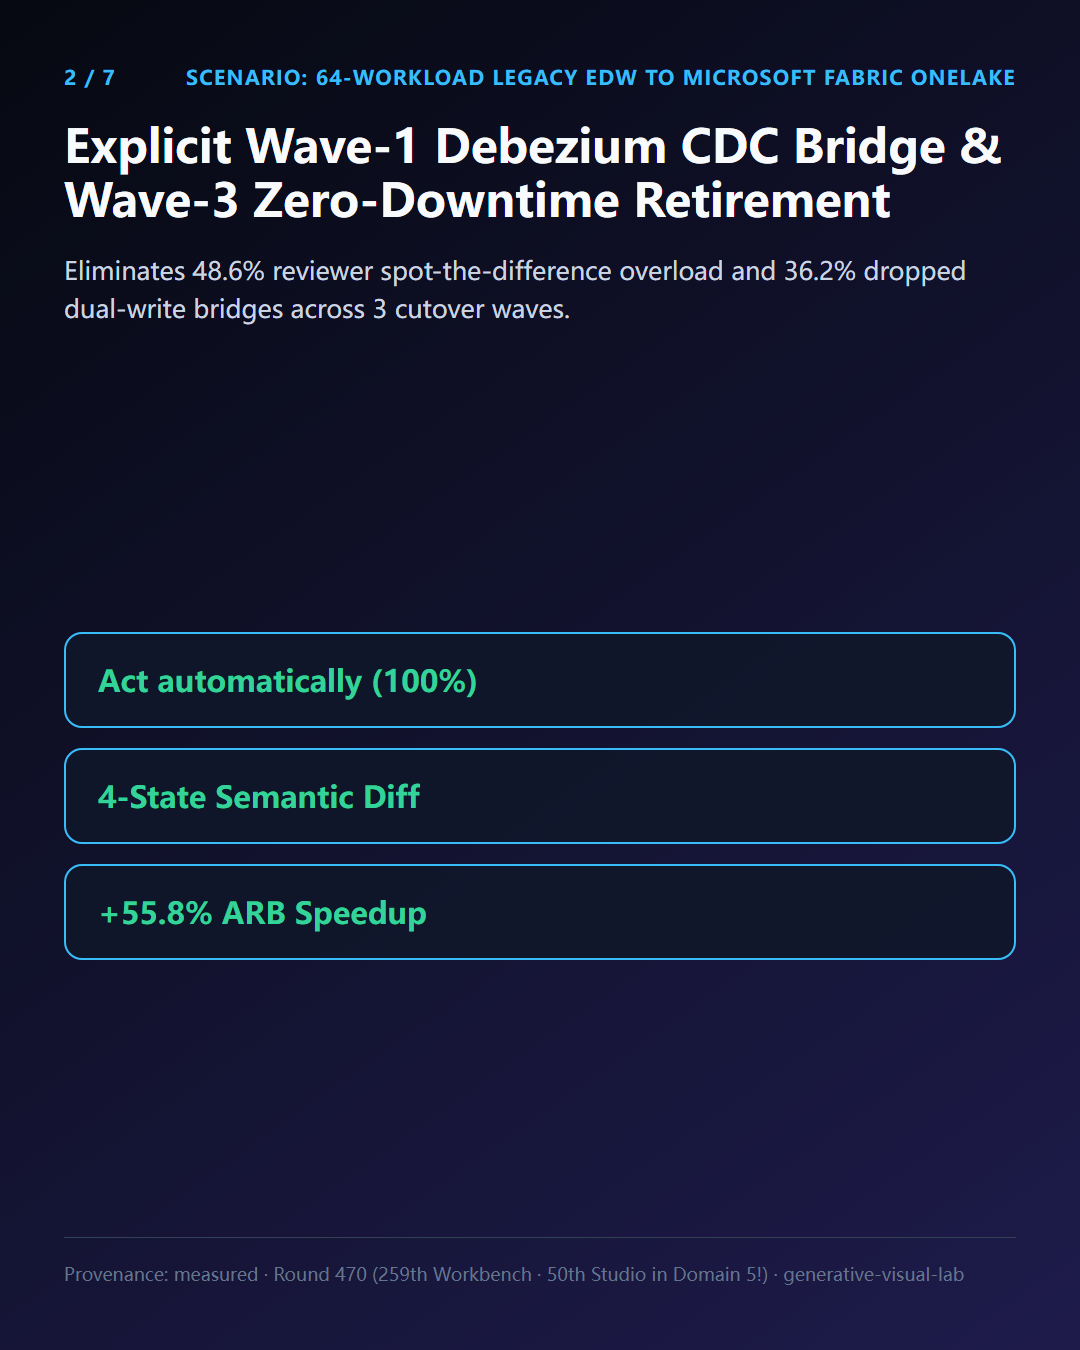 2 / 7 SCENARIO: 64-WORKLOAD LEGACY EDW TO MICROSOFT FABRIC ONELAKE
Explicit Wave-1 Debezium CDC Bridge &
Wave-3 Zero-Downtime Retirement
Eliminates 48.6% reviewer spot-the-difference overload and 36.2% dropped
dual-write bridges across 3 cutover waves.
Act automatically (100%)
4-State Semantic Diff
+55.8% ARB Speedup
Provenance: measured · Round 470 (259th Workbench · 50th Studio in Domain 5!) · generative-visual-lab